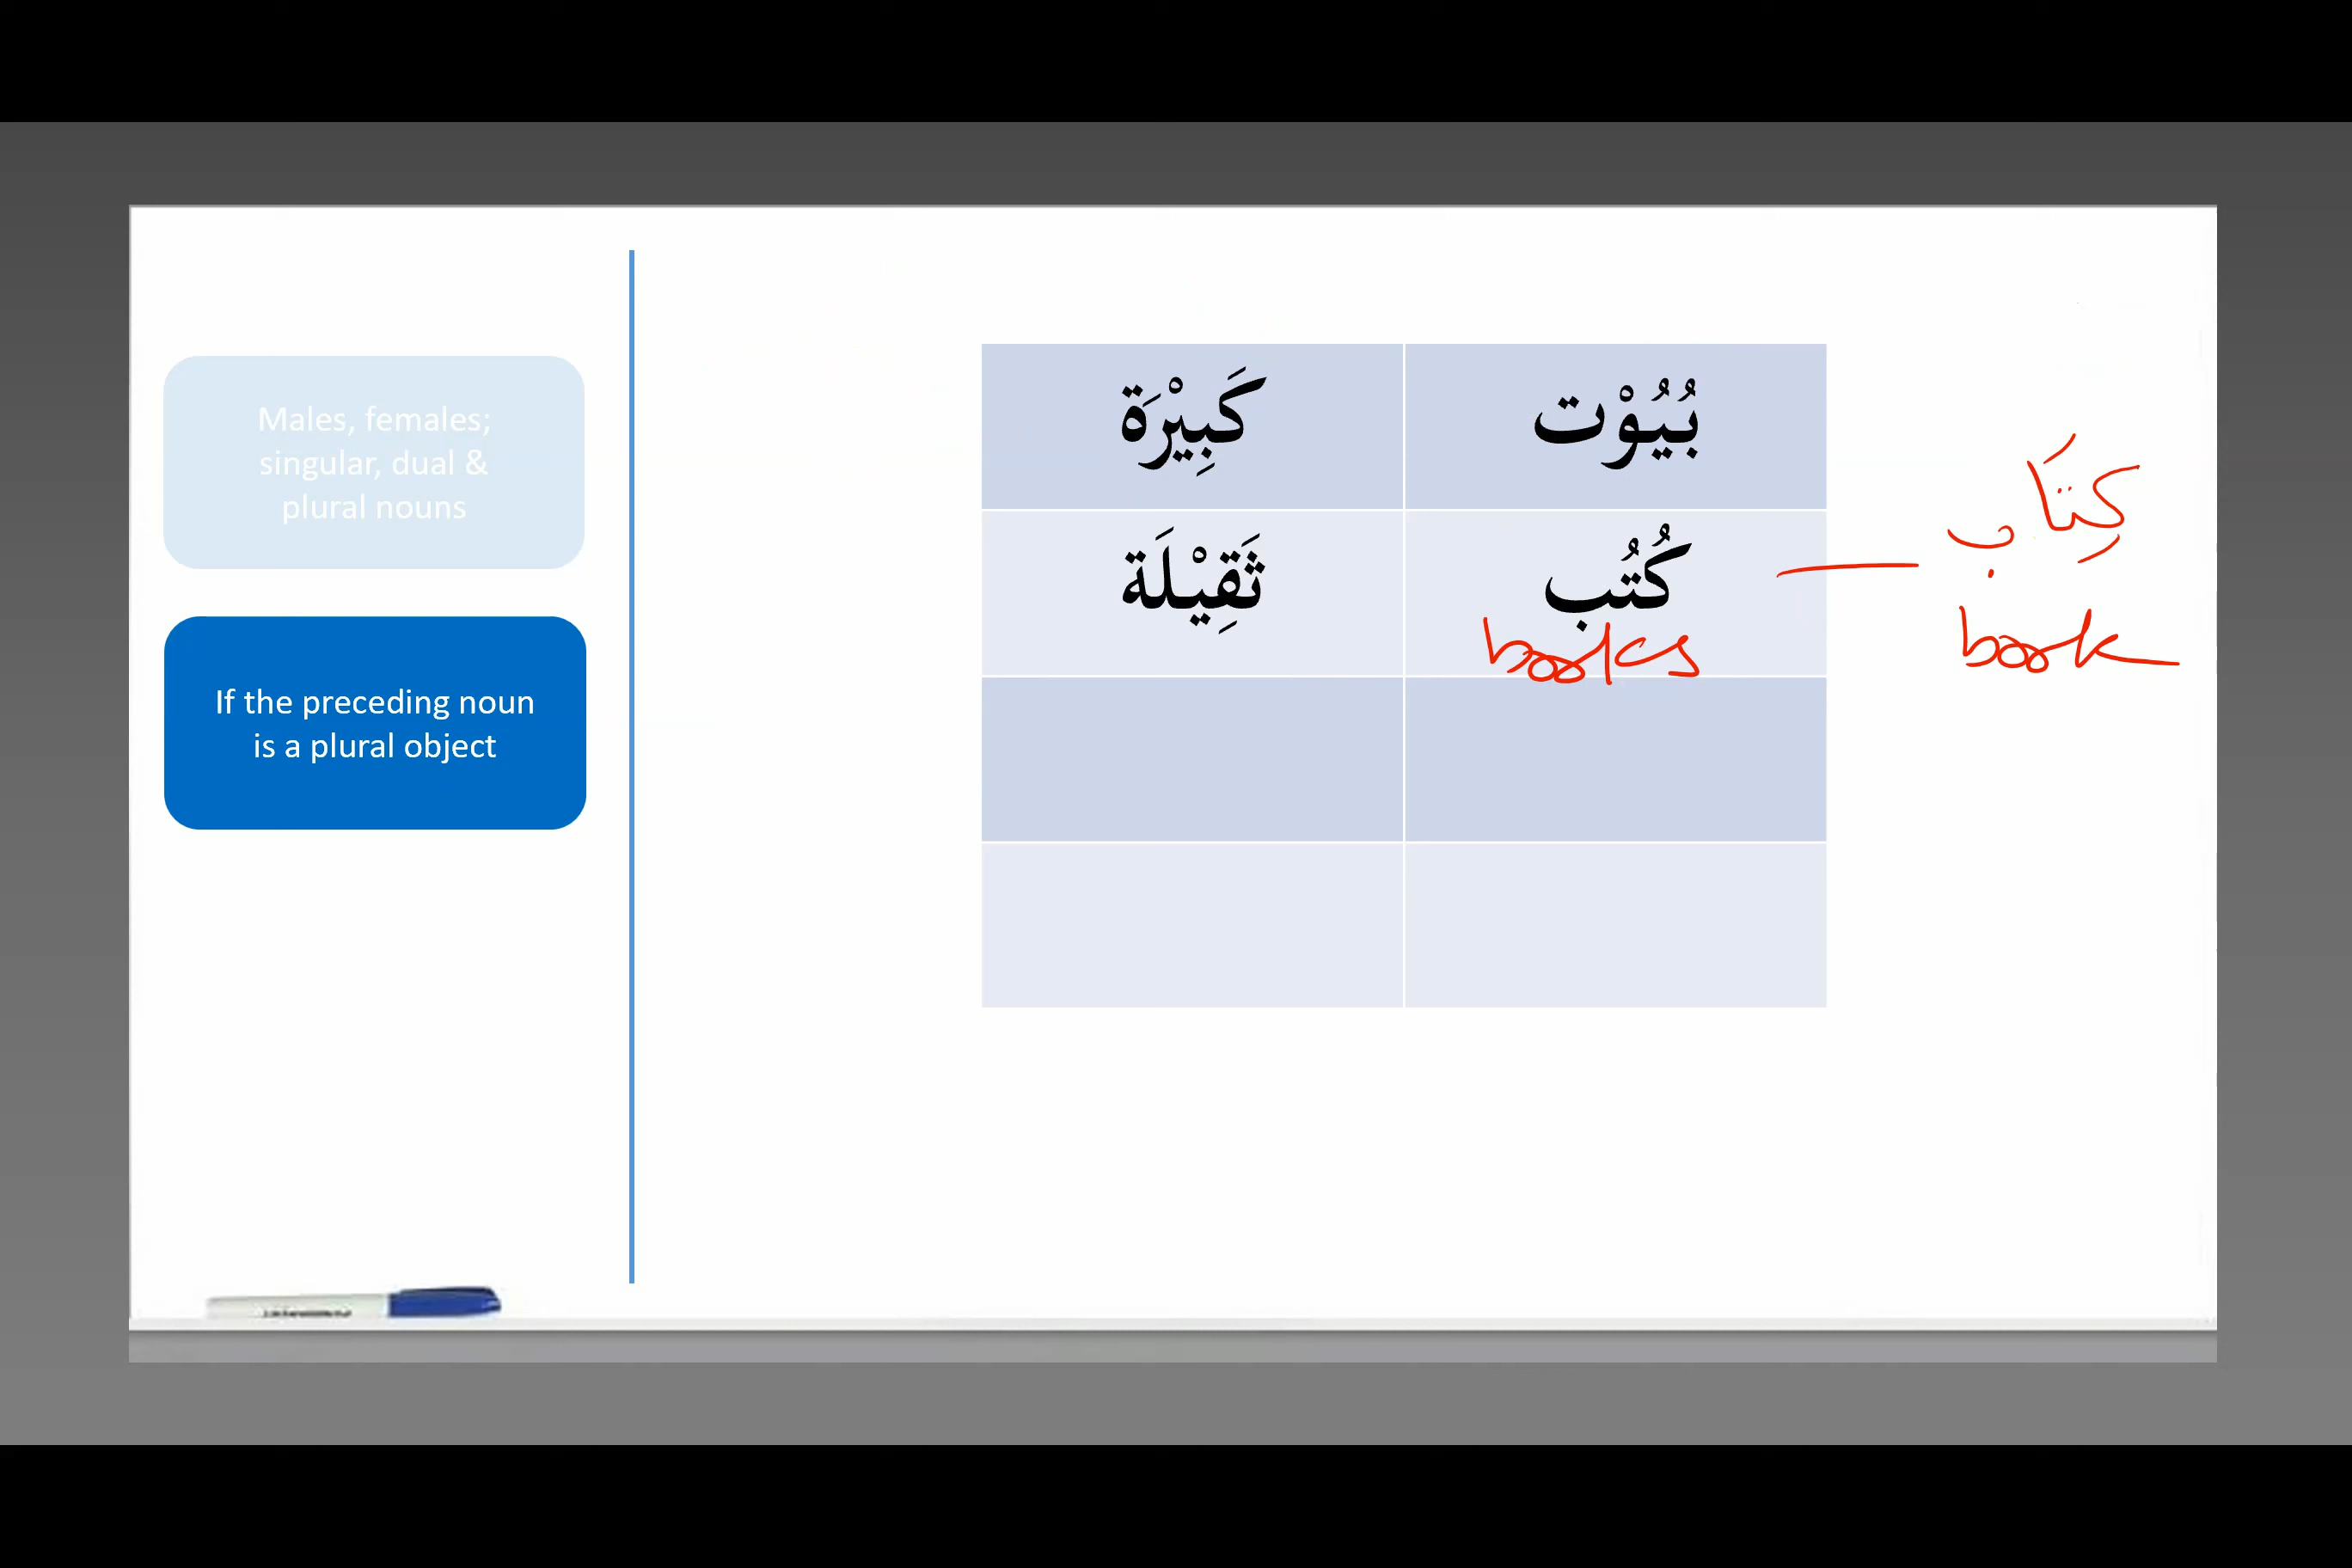 Males, females;
singular, dual &
plural nouns
If the preceding noun
is a plural object
بُيُوْت كَبِيْرَة
كُتُب ثَقِيْلَة
books
كِتَاب
book